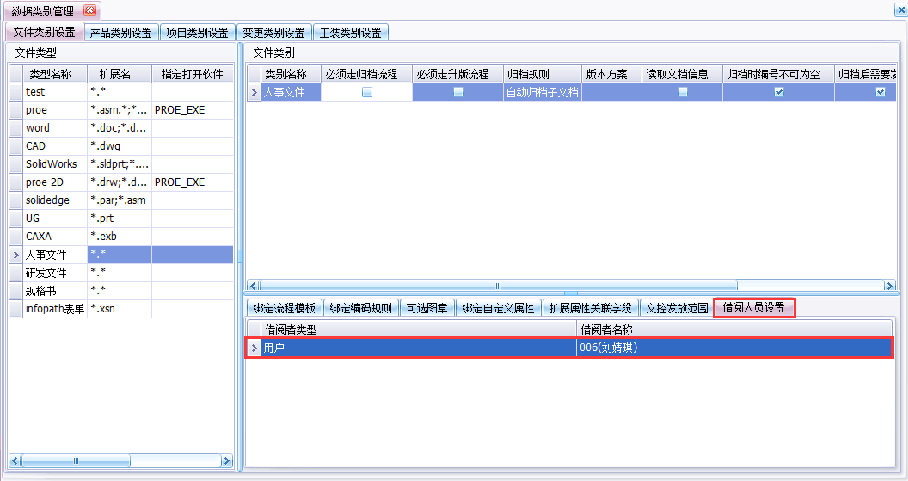 数据类别管理
文件类别设置 产品类别设置 项目类别设置 变更类别设置 工装类别设置
文件类型
类型名称 扩展名 指定打开软件
test *.*
proe *.asm.*;*... PROE_EXE
word *.doc;*.d...
CAD *.dwg
SolidWorks *.sldprt;*....
proe 2D *.drw;*.d... PROE_EXE
solidedge *.par;*.asm
UG *.prt
CAXA *.exb
人事文件 *.*
研发文件 *.*
规格书 *.*
infopath表单 *.xsn
文件类别
类别名称 必须走归档流程 必须走升版流程 归档规则 版本方案 读取文档信息 归档时编号不可为空 归档后需要发
人事文件 自动归档子文档
绑定流程模板 绑定编码规则 可选图库 绑定自定义属性 扩展属性关联字段 文控发放范围 借阅人员设置
借阅者类型 借阅者名称
用户 006(刘婧琪)